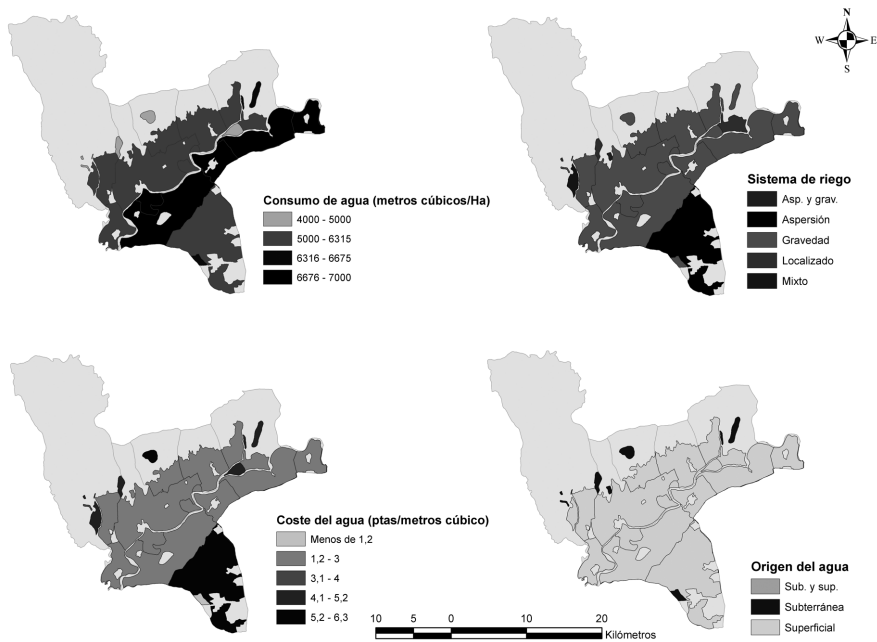 N
W E
S
Consumo de agua (metros cúbicos/Ha)
4000 - 5000
5000 - 6315
6316 - 6675
6676 - 7000
Sistema de riego
Asp. y grav.
Aspersión
Gravedad
Localizado
Mixto
Coste del agua (ptas/metros cúbico)
Menos de 1,2
1,2 - 3
3,1 - 4
4,1 - 5,2
5,2 - 6,3
Origen del agua
Sub. y sup.
Subterránea
Superficial
10 5 0 10 20
Kilómetros